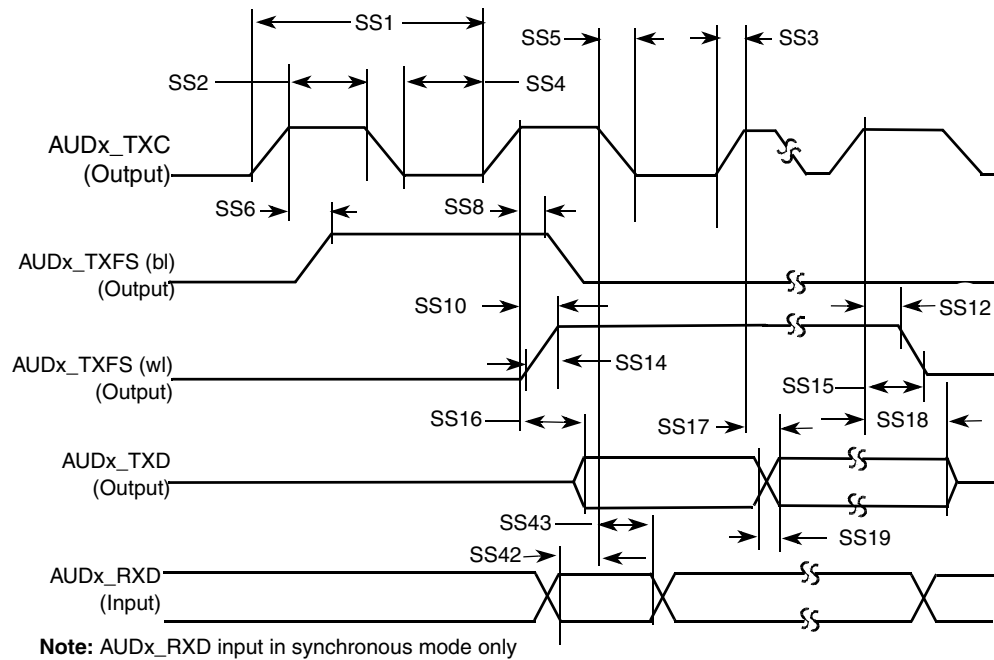 SS1
SS5
SS3
SS2
SS4
AUDx_TXC
(Output)
SS6
SS8
AUDx_TXFS (bl)
(Output)
SS10
SS12
AUDx_TXFS (wl)
(Output)
SS14
SS15
SS16
SS17
SS18
AUDx_TXD
(Output)
SS43
SS19
SS42
AUDx_RXD
(Input)
Note: AUDx_RXD input in synchronous mode only